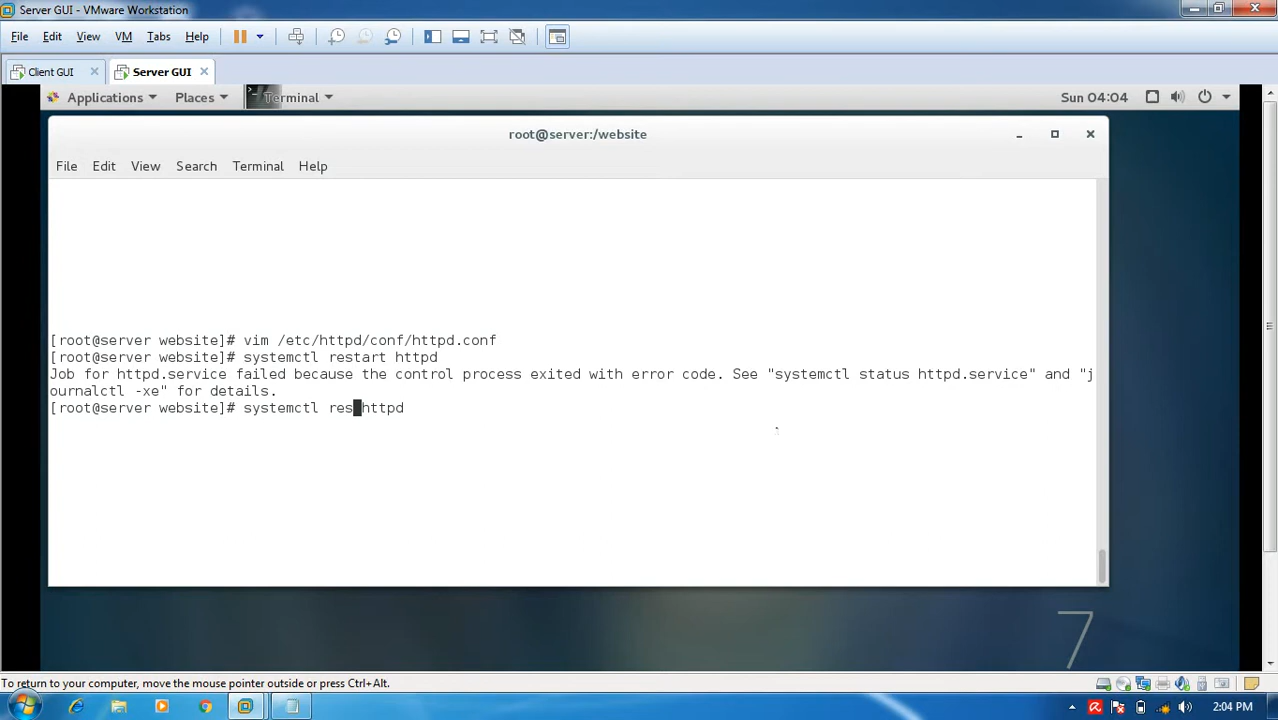 Server GUI - VMware Workstation
File Edit View VM Tabs Help
Client GUI Server GUI
Applications Places Terminal Sun 04:04
root@server:/website
File Edit View Search Terminal Help
[root@server website]# vim /etc/httpd/conf/httpd.conf
[root@server website]# systemctl restart httpd
Job for httpd.service failed because the control process exited with error code. See "systemctl status httpd.service" and "j
ournalctl -xe" for details.
[root@server website]# systemctl res httpd
7
To return to your computer, move the mouse pointer outside or press Ctrl+Alt.
2:04 PM